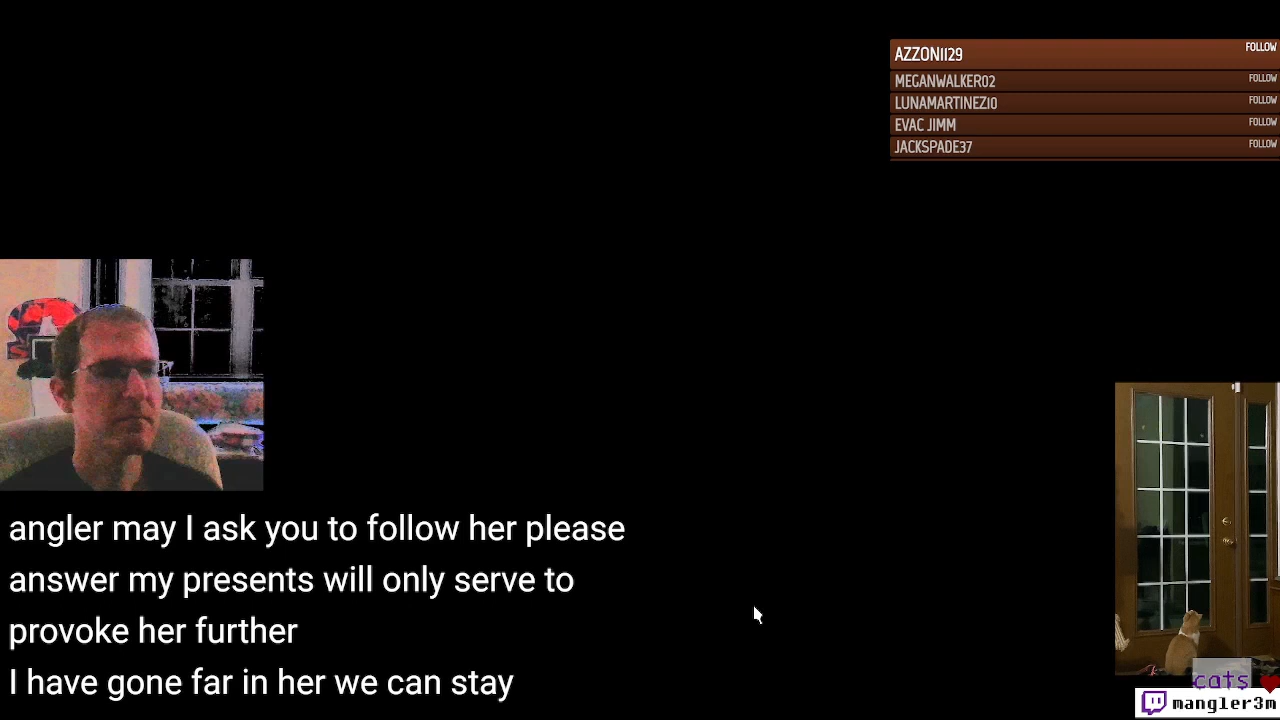 AZZON1129 FOLLOW
MEGANWALKER02 FOLLOW
LUNAMARTINEZ10 FOLLOW
EVAC JIMM FOLLOW
JACKSPADE37 FOLLOW
angler may I ask you to follow her please
answer my presents will only serve to
provoke her further
I have gone far in her we can stay
cats
mangler3m